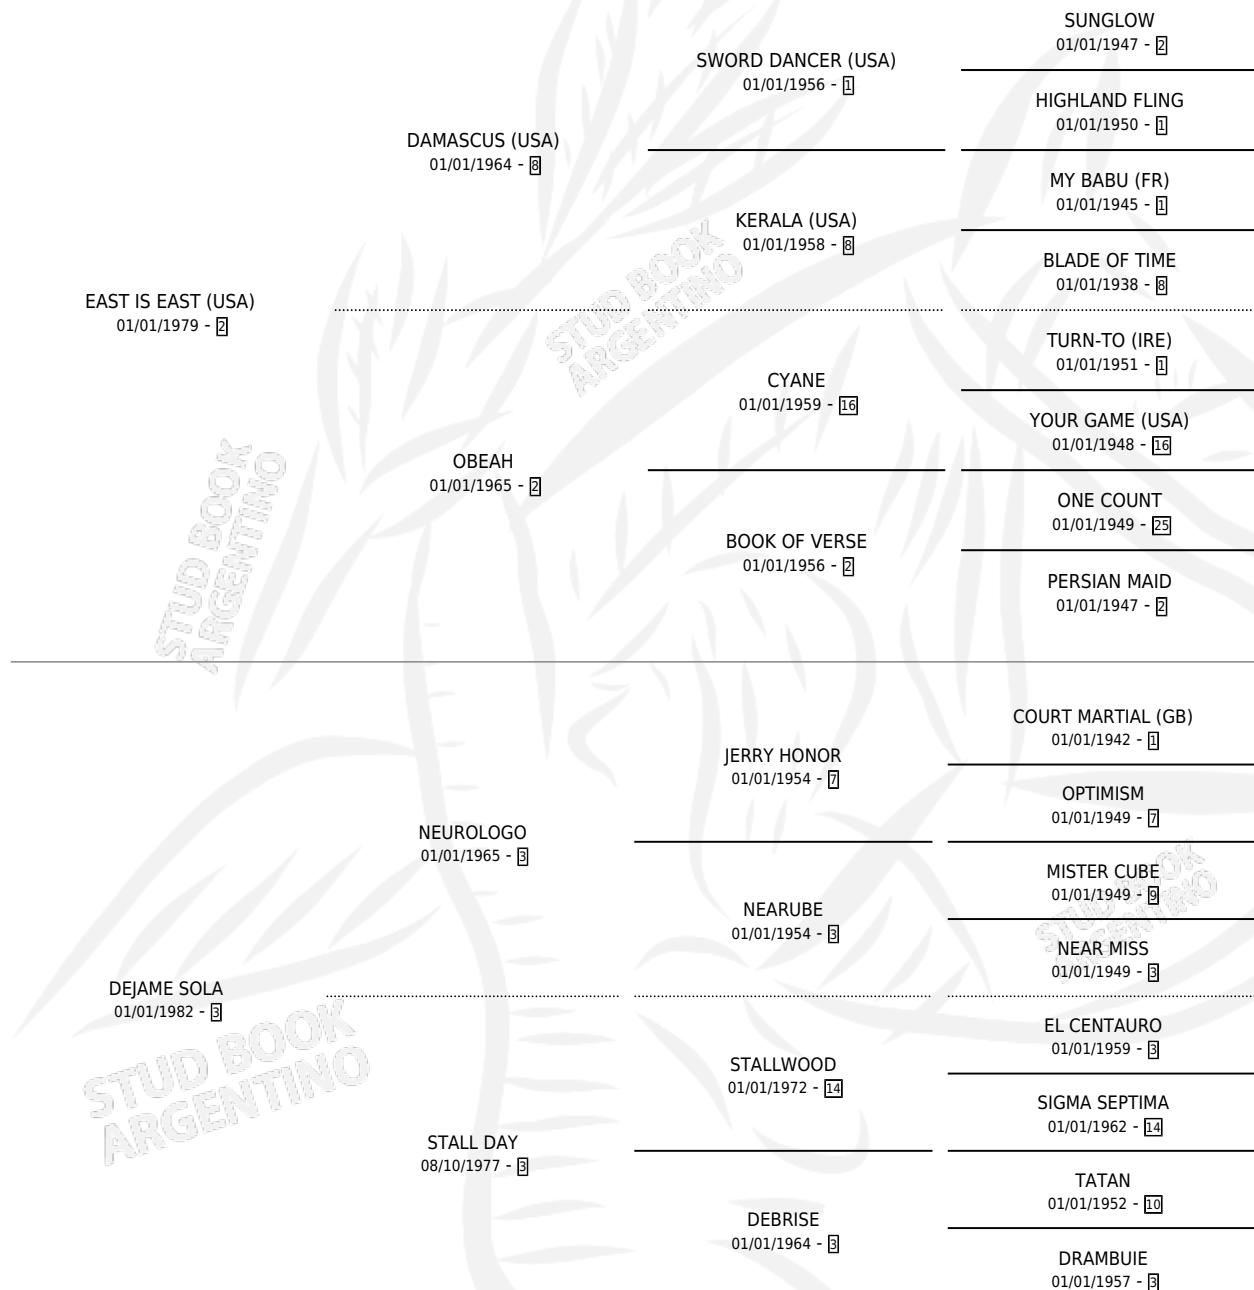 SUNGLOW
01/01/1947 - 2
SWORD DANCER (USA)
01/01/1956 - 1
HIGHLAND FLING
01/01/1950 - 1
DAMASCUS (USA)
01/01/1964 - 8
MY BABU (FR)
01/01/1945 - 1
KERALA (USA)
01/01/1958 - 8
BLADE OF TIME
01/01/1938 - 8
EAST IS EAST (USA)
01/01/1979 - 2
STUD BOOK
ARGENTINO
TURN-TO (IRE)
01/01/1951 - 1
CYANE
01/01/1959 - 16
YOUR GAME (USA)
01/01/1948 - 16
OBEAH
01/01/1965 - 2
ONE COUNT
01/01/1949 - 25
BOOK OF VERSE
01/01/1956 - 2
PERSIAN MAID
01/01/1947 - 2
STUD BOOK
ARGENTINO
COURT MARTIAL (GB)
01/01/1942 - 1
JERRY HONOR
01/01/1954 - 7
OPTIMISM
01/01/1949 - 7
NEUROLOGO
01/01/1965 - 3
MISTER CUBE
01/01/1949 - 9
NEARUBE
01/01/1954 - 3
NEAR MISS
01/01/1949 - 3
STUD BOOK
ARGENTINO
DEJAME SOLA
01/01/1982 - 3
EL CENTAURO
01/01/1959 - 3
STALLWOOD
01/01/1972 - 14
SIGMA SEPTIMA
01/01/1962 - 14
STUD BOOK
ARGENTINO
STALL DAY
08/10/1977 - 3
TATAN
01/01/1952 - 10
DEBRISE
01/01/1964 - 3
DRAMBUIE
01/01/1957 - 3